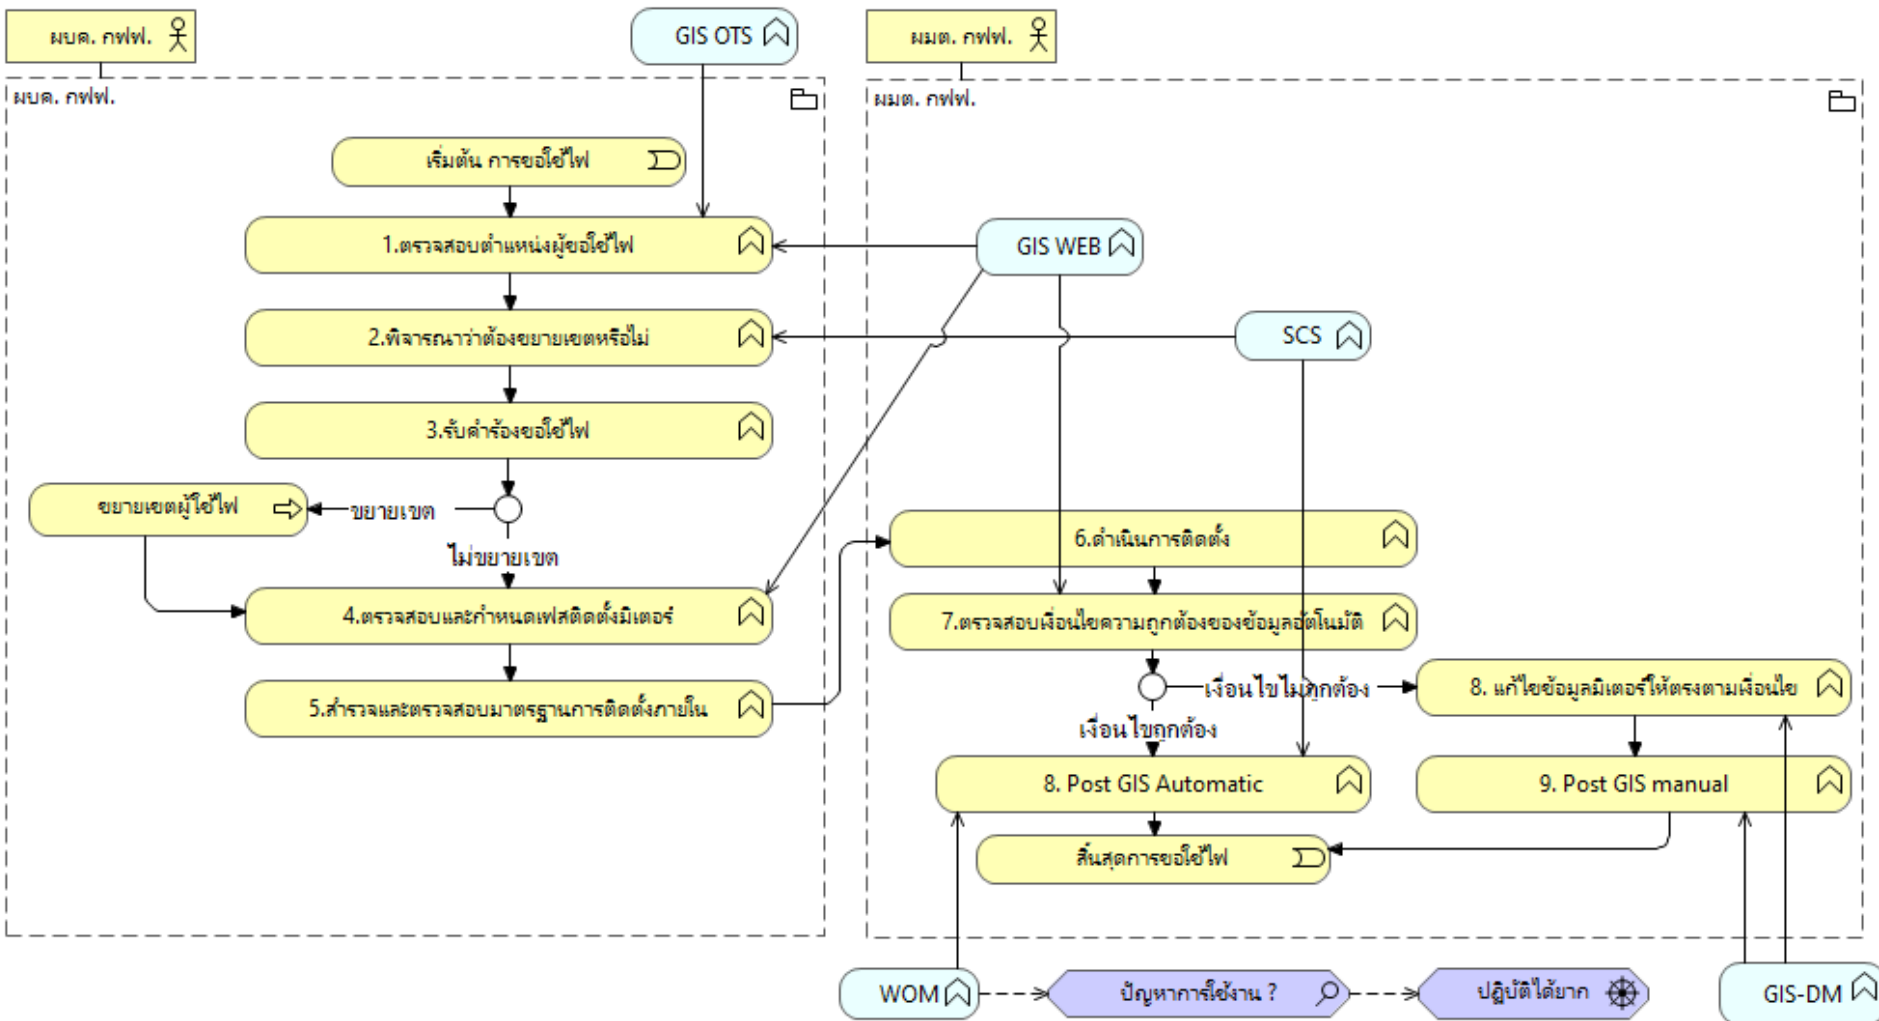 ผบค. กฟฟ.
GIS OTS
ผมต. กฟฟ.
ผบค. กฟฟ.
ผมต. กฟฟ.
เริ่มต้น การขอใช้ไฟ
1.ตรวจสอบตำแหน่งผู้ขอใช้ไฟ
GIS WEB
2.พิจารณาว่าต้องขยายเขตหรือไม่
SCS
3.รับคำร้องขอใช้ไฟ
ขยายเขตผู้ใช้ไฟ
ขยายเขต
ไม่ขยายเขต
6.ดำเนินการติดตั้ง
4.ตรวจสอบและกำหนดเฟสติดตั้งมิเตอร์
7.ตรวจสอบเงื่อนไขความถูกต้องของข้อมูลอัตโนมัติ
เงื่อนไขไม่ถูกต้อง
8. แก้ไขข้อมูลมิเตอร์ให้ตรงตามเงื่อนไข
5.สำรวจและตรวจสอบมาตรฐานการติดตั้งภายใน
เงื่อนไขถูกต้อง
8. Post GIS Automatic
9. Post GIS manual
สิ้นสุดการขอใช้ไฟ
WOM
ปัญหาการใช้งาน ?
ปฏิบัติได้ยาก
GIS-DM